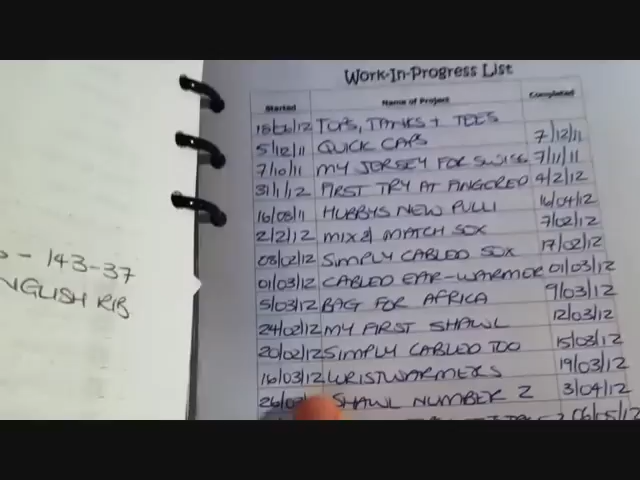 Work-In-Progress List
Started Name of Project Completed
TOPS, TANKS + TEES
5/12/11 QUICK CAPS 7/12/11
7/10/11 MY JERSEY FOR SWISS 7/11/11
31/1/12 FIRST TRY AT FINGERED 4/2/12
16/08/11 HUBBYS NEW PULLI 16/04/12
2/2/12 MIX & MATCH SOX 7/02/12
08/02/12 SIMPLY CABLED SOX 17/02/12
01/03/12 CABLED EAR-WARMER 01/03/12
5/03/12 BAG FOR AFRICA 9/03/12
24/02/12 MY FIRST SHAWL 12/03/12
20/02/12 SIMPLY CABLED TOO 15/03/12
16/03/12 WRISTWARMERS 19/03/12
SHAWL NUMBER 2 3/04/12
06/05/12
- 143-37
NGLISH RIB